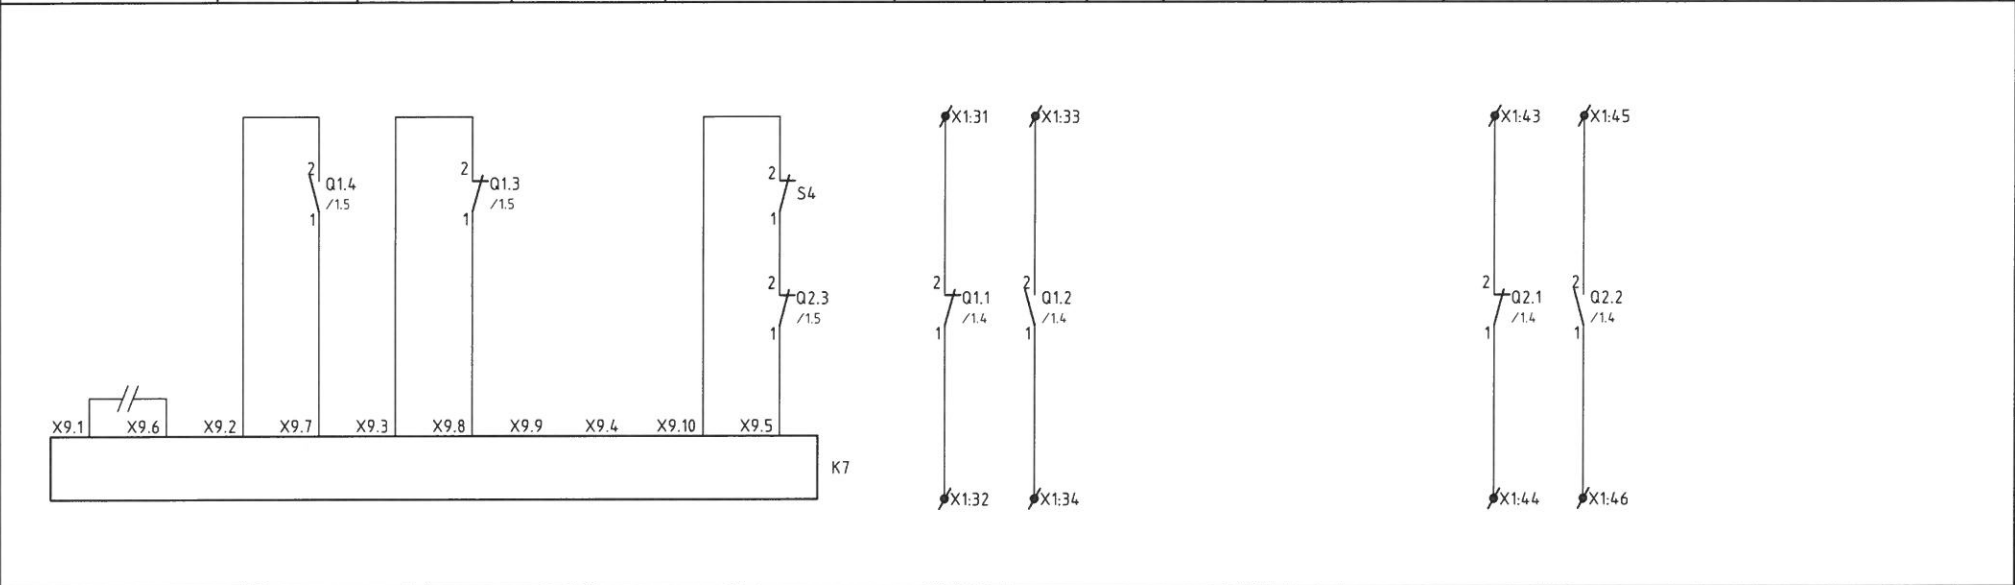 X1:31
X1:33
X1:43
X1:45
2
Q1.4
/1.5
1
2
Q1.3
/1.5
1
2
S4
1
2
Q2.3
/1.5
1
2
Q1.1
/1.4
1
2
Q1.2
/1.4
1
2
Q2.1
/1.4
1
2
Q2.2
/1.4
1
X9.1
X9.6
X9.2
X9.7
X9.3
X9.8
X9.9
X9.4
X9.10
X9.5
K7
X1:32
X1:34
X1:44
X1:46